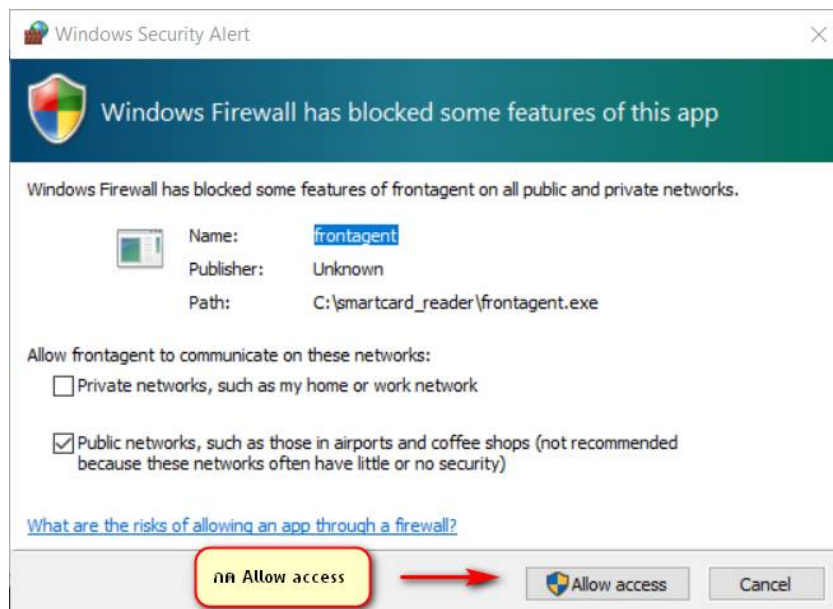 Windows Security Alert
Windows Firewall has blocked some features of this app
Windows Firewall has blocked some features of frontagent on all public and private networks.
Name: frontagent
Publisher: Unknown
Path: C:\smartcard_reader\frontagent.exe
Allow frontagent to communicate on these networks:
Private networks, such as my home or work network
Public networks, such as those in airports and coffee shops (not recommended
because these networks often have little or no security)
What are the risks of allowing an app through a firewall?
กด Allow access
Allow access
Cancel